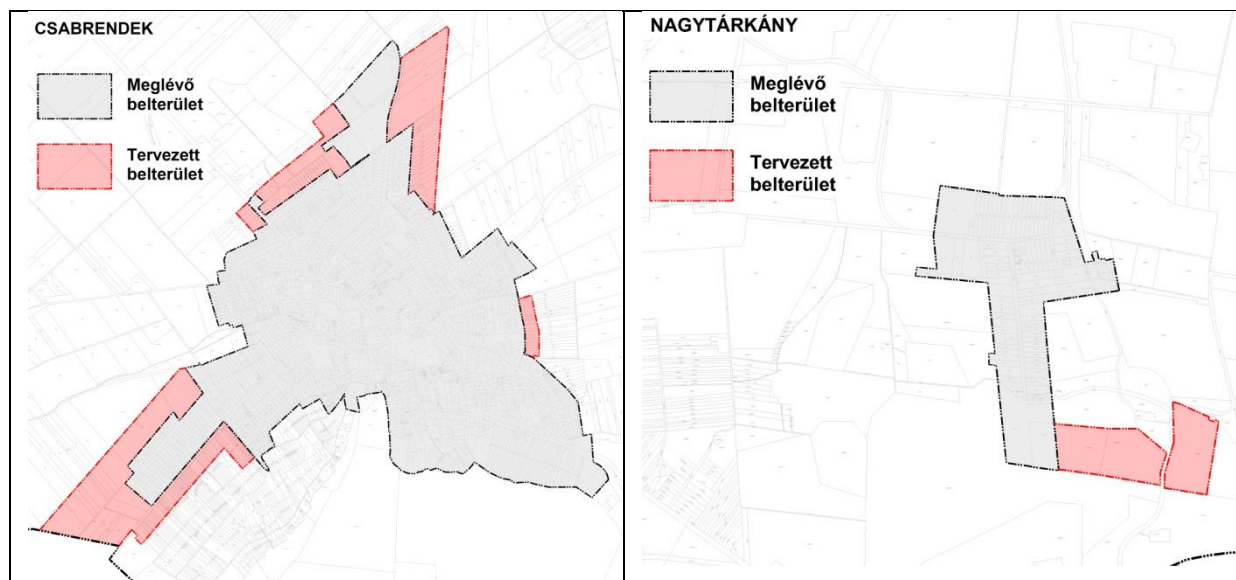 CSABRENDEK
Meglévő
belterület
Tervezett
belterület
NAGYTÁRKÁNY
Meglévő
belterület
Tervezett
belterület